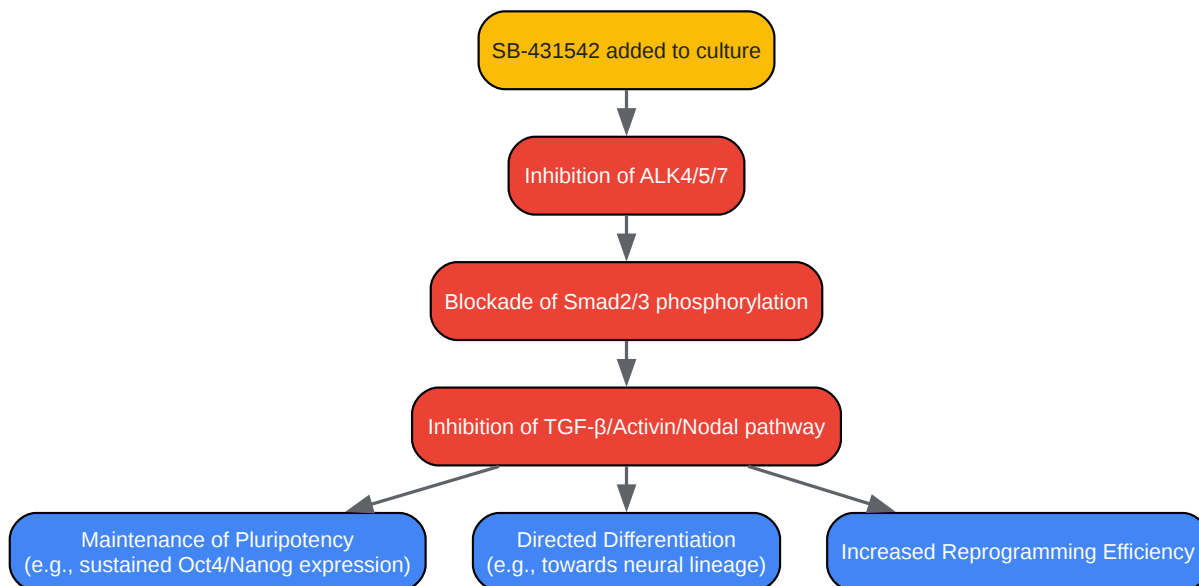 SB-431542 added to culture
Inhibition of ALK4/5/7
Blockade of Smad2/3 phosphorylation
Inhibition of TGF-β/Activin/Nodal pathway
Maintenance of Pluripotency
(e.g., sustained Oct4/Nanog expression)
Directed Differentiation
(e.g., towards neural lineage)
Increased Reprogramming Efficiency